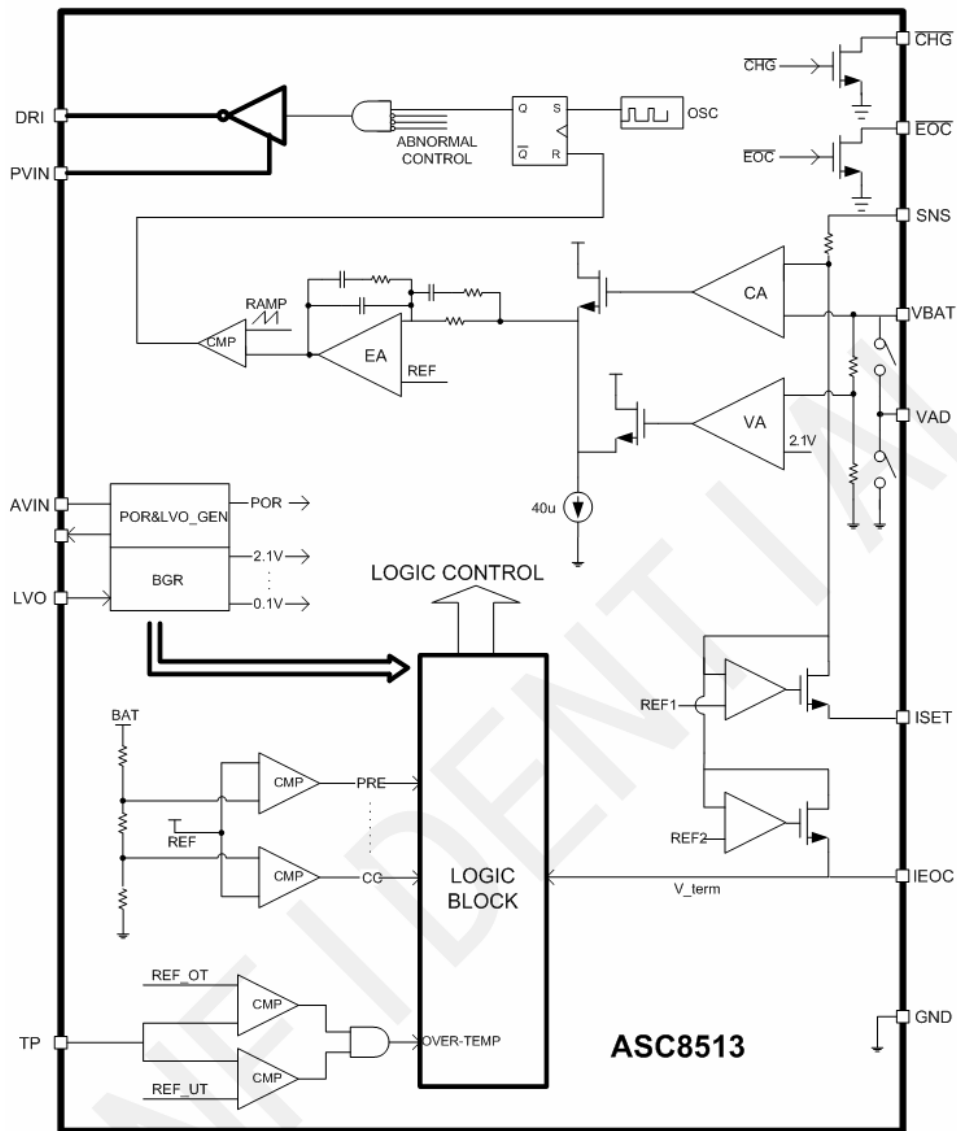 CHG
CHG
DRI
Q
S
OSC
ABNORMAL
CONTROL
Q
R
EOC
EOC
PVIN
SNS
CA
RAMP
CMP
EA
REF
VBAT
VA
2.1V
VAD
AVIN
POR&LVO_GEN
POR
40u
2.1V
BGR
LVO
0.1V
LOGIC CONTROL
REF1
ISET
BAT
CMP
PRE
REF
REF2
CMP
CC
LOGIC
BLOCK
V_term
IEOC
REF_OT
CMP
TP
OVER-TEMP
CMP
REF_UT
GND
ASC8513
NFIDENTIAL